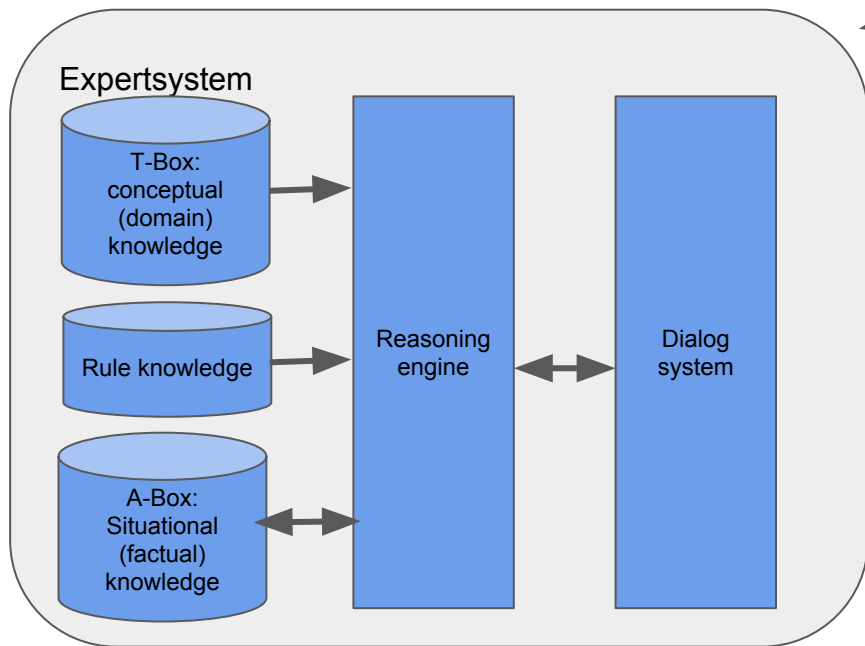 Expertsystem
T-Box:
conceptual
(domain)
knowledge
Rule knowledge
A-Box:
Situational
(factual)
knowledge
Reasoning
engine
Dialog
system